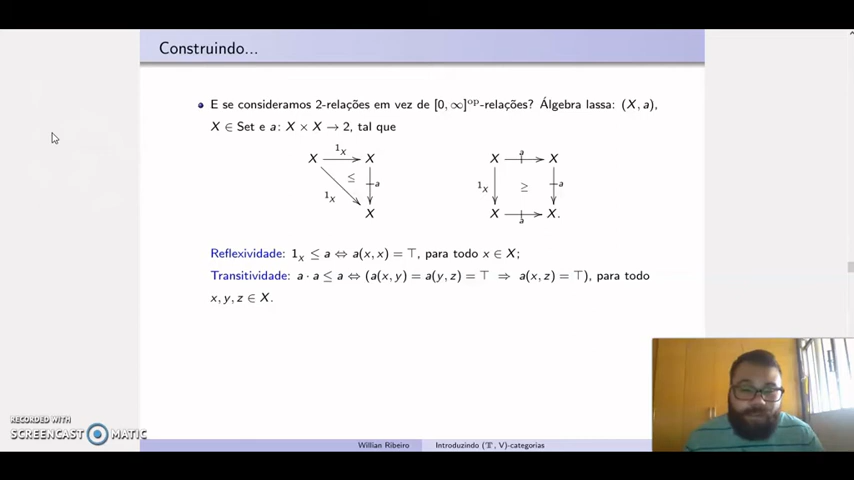 Construindo...
E se consideramos 2-relações em vez de [0, ∞]ᵒᵖ-relações? Álgebra lassa: (X, a),
X ∈ Set e a: X × X → 2, tal que
X 1_X X
1_X ≤ a
X
X a X
1_X ≥ a
X a X.
Reflexividade: 1_X ≤ a ⇔ a(x, x) = ⊤, para todo x ∈ X;
Transitividade: a · a ≤ a ⇔ (a(x, y) = a(y, z) = ⊤ ⇒ a(x, z) = ⊤), para todo
x, y, z ∈ X.
RECORDED WITH
SCREENCAST MATIC
Willian Ribeiro Introduzindo (𝕋, V)-categorias